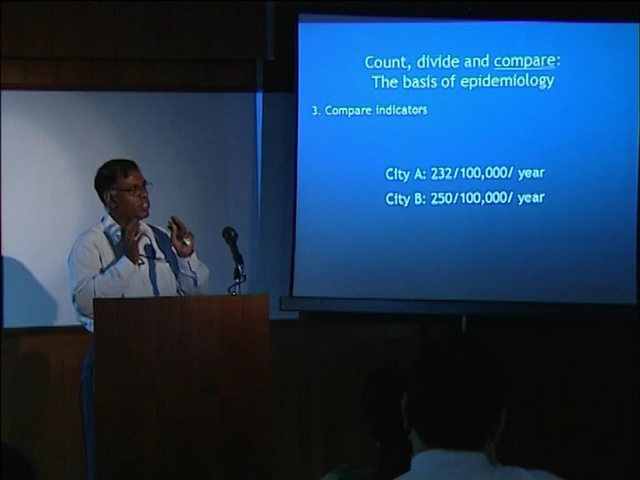 Count, divide and compare:
The basis of epidemiology
3. Compare indicators
City A: 232/100,000/ year
City B: 250/100,000/ year